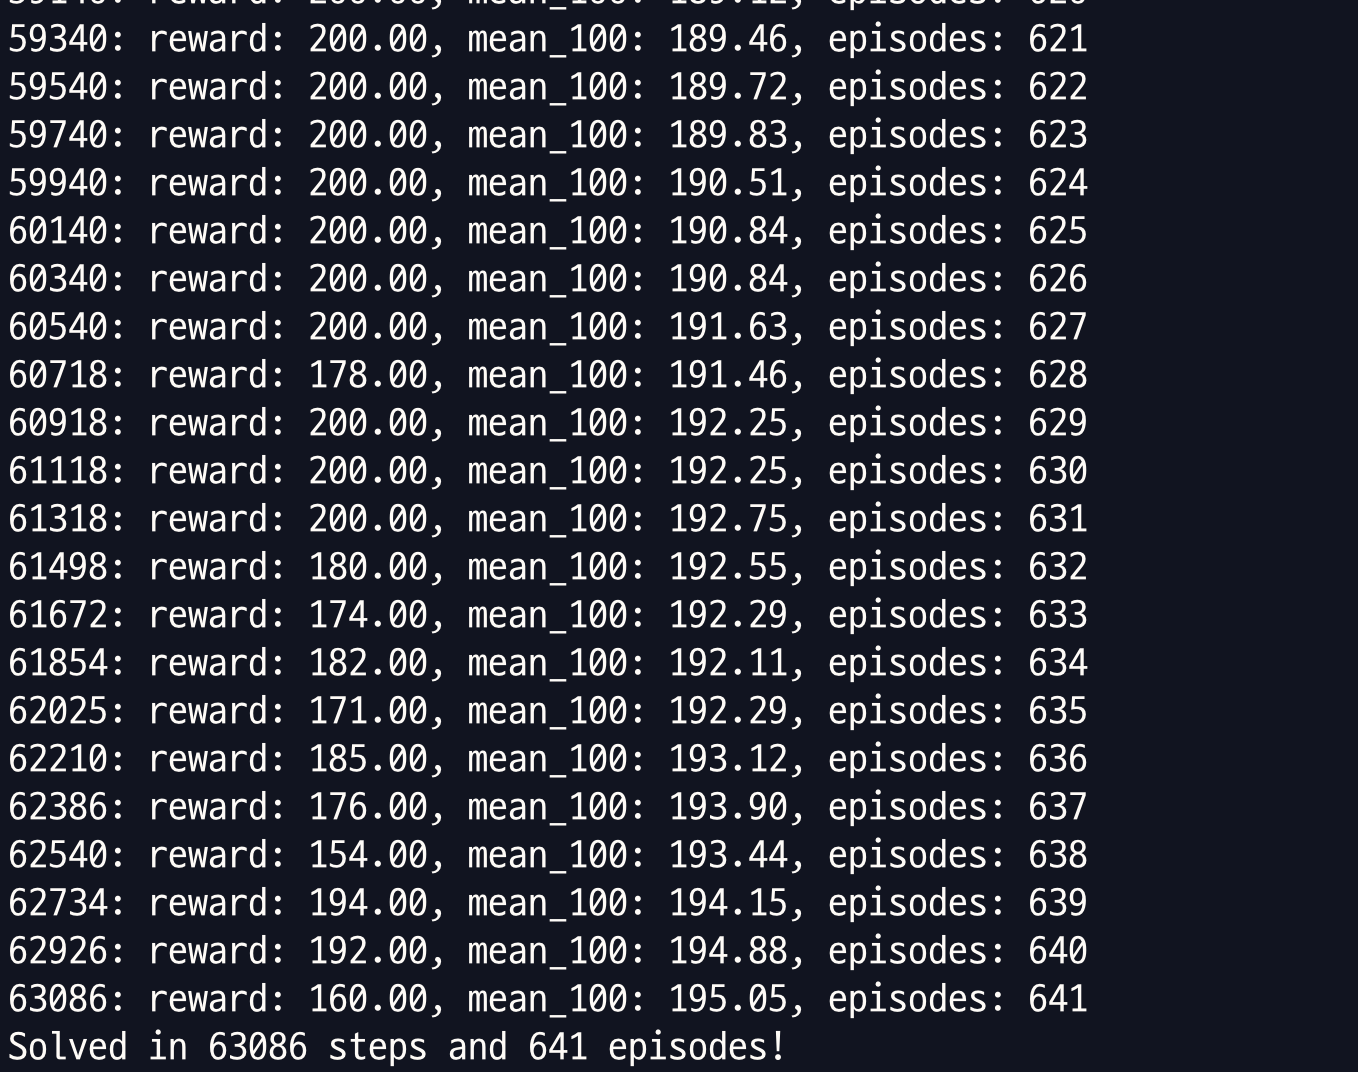 59140: reward: 200.00, mean_100: 189.12, episodes: 620
59340: reward: 200.00, mean_100: 189.46, episodes: 621
59540: reward: 200.00, mean_100: 189.72, episodes: 622
59740: reward: 200.00, mean_100: 189.83, episodes: 623
59940: reward: 200.00, mean_100: 190.51, episodes: 624
60140: reward: 200.00, mean_100: 190.84, episodes: 625
60340: reward: 200.00, mean_100: 190.84, episodes: 626
60540: reward: 200.00, mean_100: 191.63, episodes: 627
60718: reward: 178.00, mean_100: 191.46, episodes: 628
60918: reward: 200.00, mean_100: 192.25, episodes: 629
61118: reward: 200.00, mean_100: 192.25, episodes: 630
61318: reward: 200.00, mean_100: 192.75, episodes: 631
61498: reward: 180.00, mean_100: 192.55, episodes: 632
61672: reward: 174.00, mean_100: 192.29, episodes: 633
61854: reward: 182.00, mean_100: 192.11, episodes: 634
62025: reward: 171.00, mean_100: 192.29, episodes: 635
62210: reward: 185.00, mean_100: 193.12, episodes: 636
62386: reward: 176.00, mean_100: 193.90, episodes: 637
62540: reward: 154.00, mean_100: 193.44, episodes: 638
62734: reward: 194.00, mean_100: 194.15, episodes: 639
62926: reward: 192.00, mean_100: 194.88, episodes: 640
63086: reward: 160.00, mean_100: 195.05, episodes: 641
Solved in 63086 steps and 641 episodes!